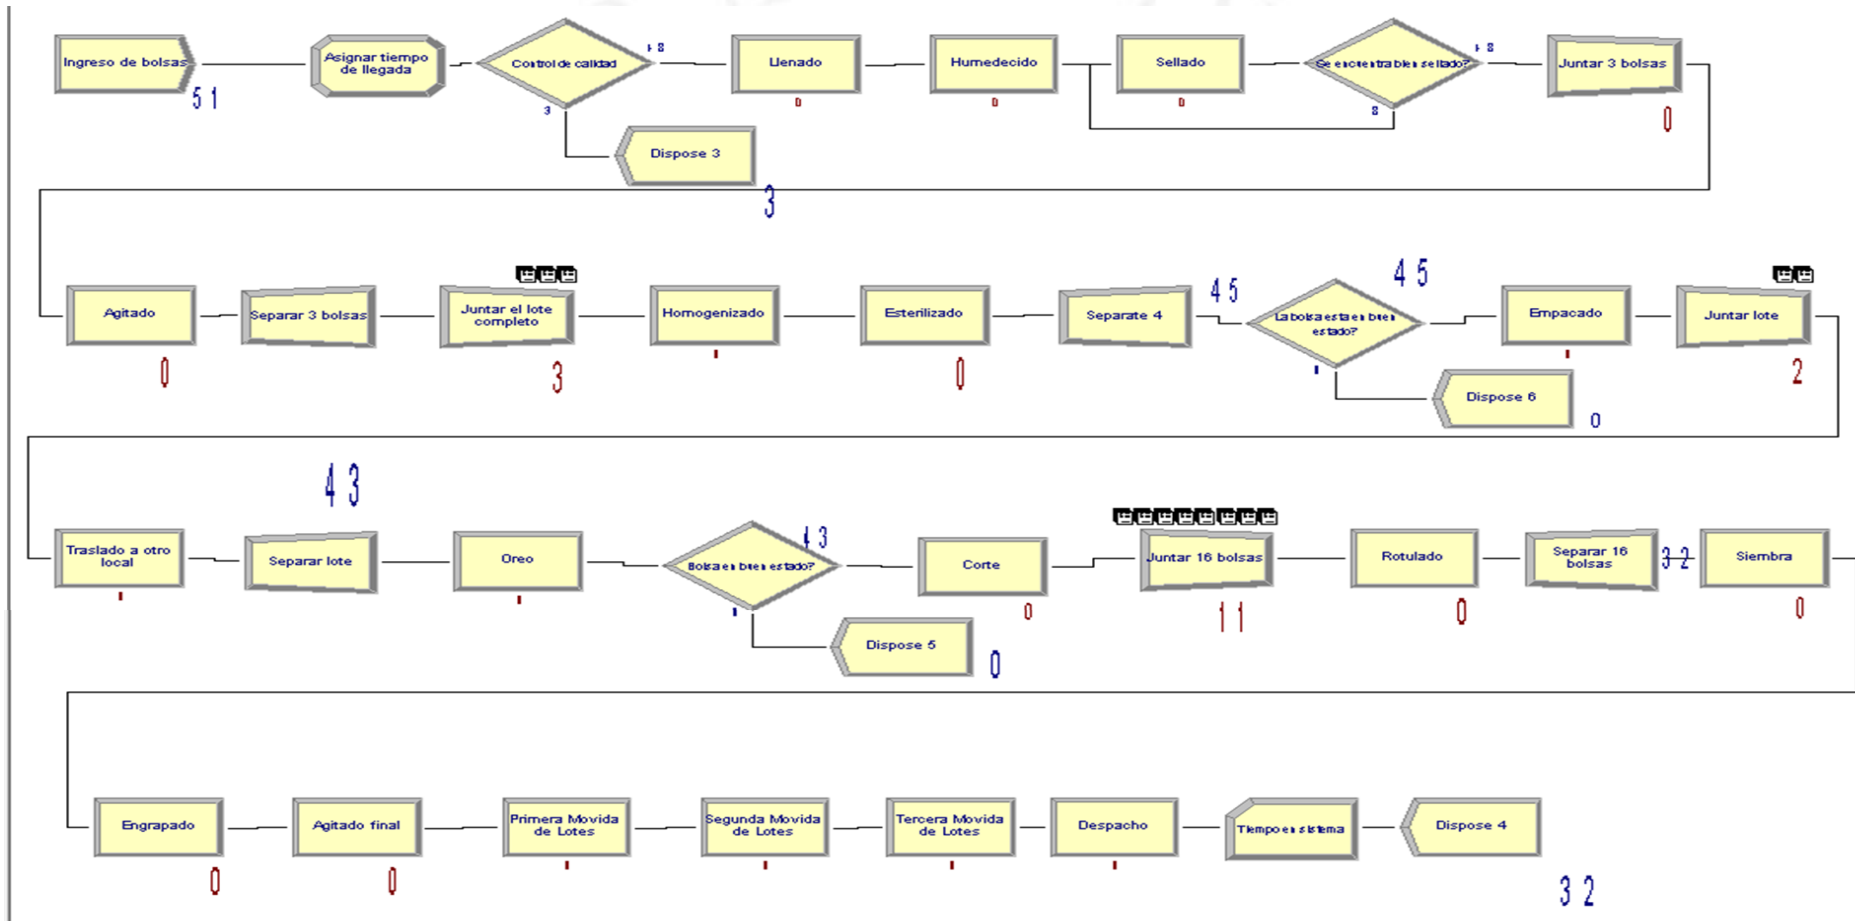 Ingreso de bolsas
51
Asignar tiempo
de llegada
Control de calidad
3
Llenado
0
Humedecido
0
Sellado
0
Se encuentra bien sellado?
8
Juntar 3 bolsas
0
Dispose 3
3
Agitado
0
Separar 3 bolsas
Juntar el lote
completo
3
Homogenizado
Esterilizado
0
Separate 4
45
La bolsa esta en buen
estado?
45
Empacado
Juntar lote
2
Dispose 6
0
Traslado a otro
local
Separar lote
43
Oreo
Bolsa en buen estado?
43
Corte
0
Juntar 16 bolsas
11
Rotulado
0
Separar 16
bolsas
32
Siembra
0
Dispose 5
0
Engrapado
0
Agitado final
0
Primera Movida
de Lotes
Segunda Movida
de Lotes
Tercera Movida
de Lotes
Despacho
Tiempo en sistema
Dispose 4
32